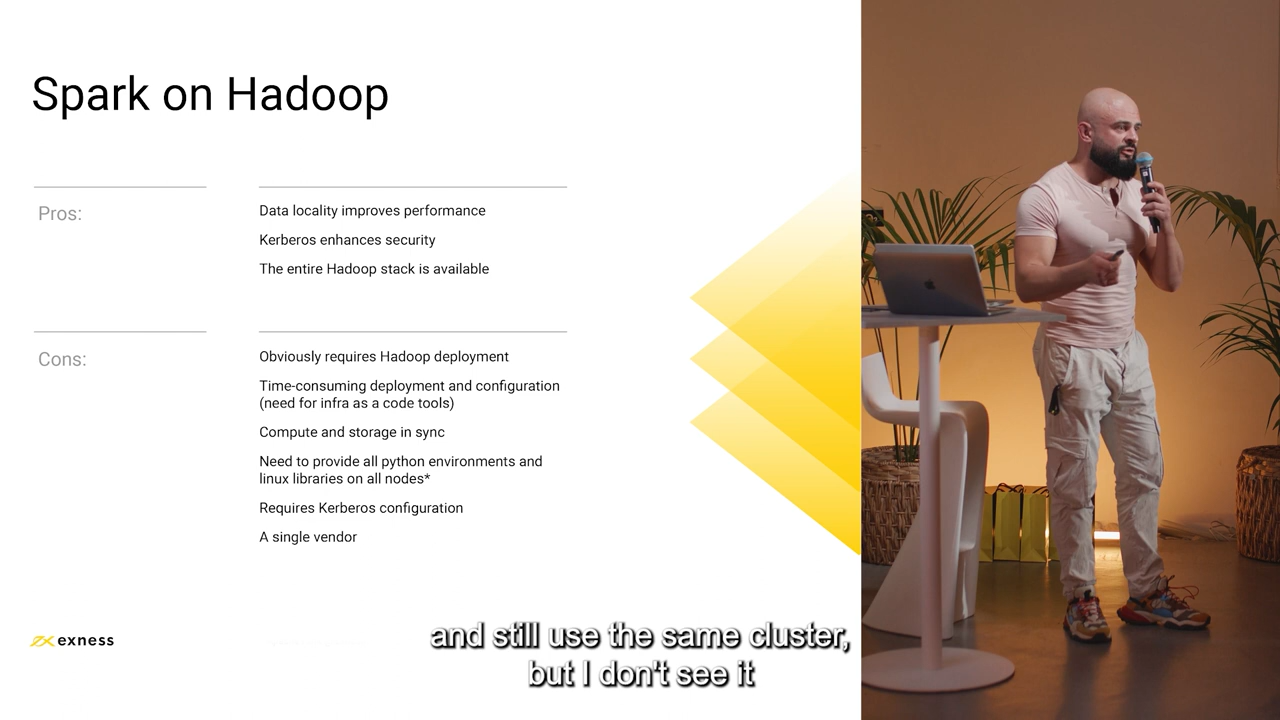 Spark on Hadoop
Pros:
Data locality improves performance
Kerberos enhances security
The entire Hadoop stack is available
Cons:
Obviously requires Hadoop deployment
Time-consuming deployment and configuration
(need for infra as a code tools)
Compute and storage in sync
Need to provide all python environments and
linux libraries on all nodes*
Requires Kerberos configuration
A single vendor
exness
and still use the same cluster,
but I don't see it